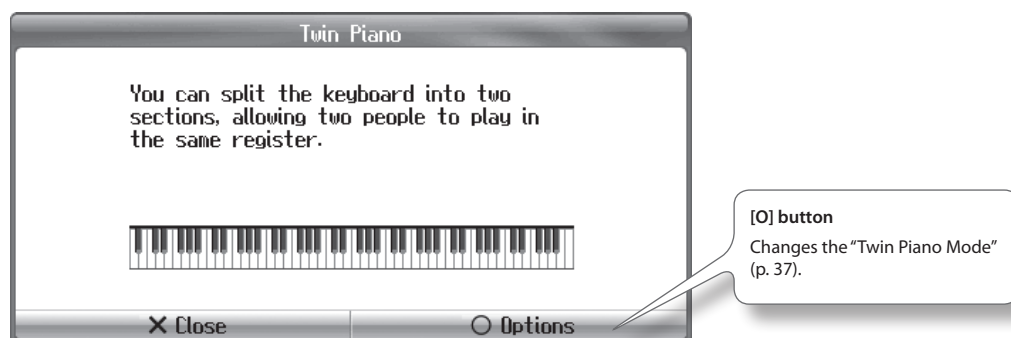 Twin Piano
You can split the keyboard into two
sections, allowing two people to play in
the same register.
[O] button
Changes the “Twin Piano Mode”
(p. 37).
✕ Close
○ Options